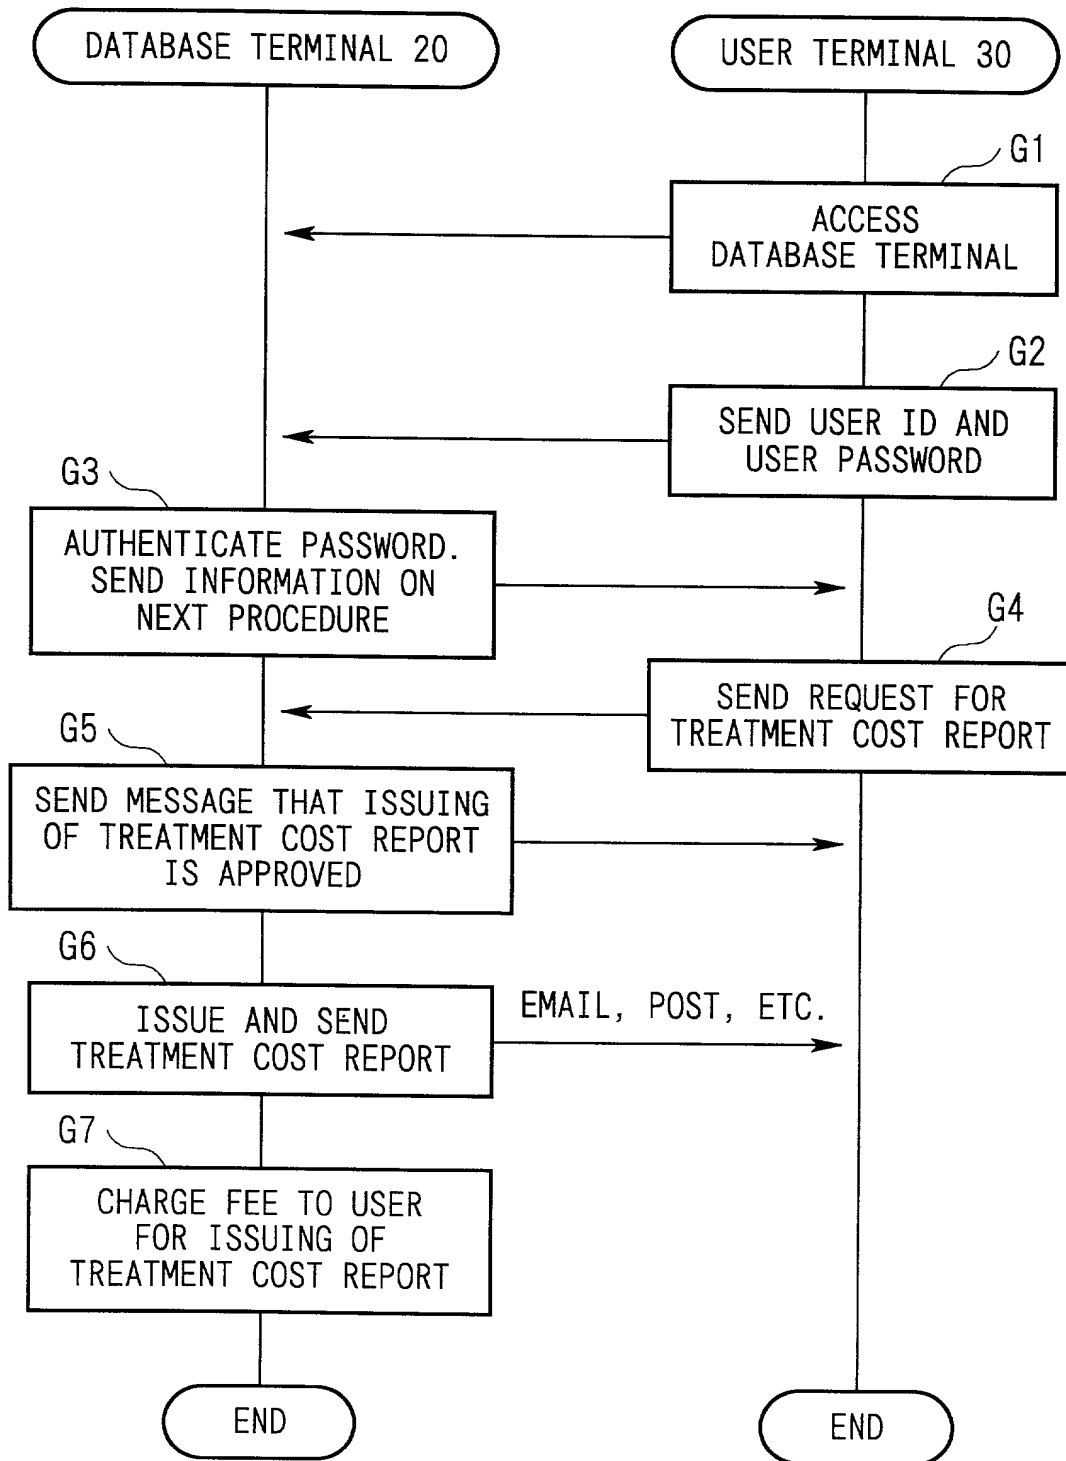 DATABASE TERMINAL 20
USER TERMINAL 30
G1
ACCESS
DATABASE TERMINAL
G2
SEND USER ID AND
USER PASSWORD
G3
AUTHENTICATE PASSWORD.
SEND INFORMATION ON
NEXT PROCEDURE
G4
SEND REQUEST FOR
TREATMENT COST REPORT
G5
SEND MESSAGE THAT ISSUING
OF TREATMENT COST REPORT
IS APPROVED
G6
ISSUE AND SEND
TREATMENT COST REPORT
EMAIL, POST, ETC.
G7
CHARGE FEE TO USER
FOR ISSUING OF
TREATMENT COST REPORT
END
END